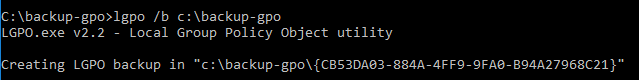 C:\backup-gpo>lgpo /b c:\backup-gpo
LGPO.exe v2.2 - Local Group Policy Object utility
Creating LGPO backup in "c:\backup-gpo\{CB53DA03-884A-4FF9-9FA0-B94A27968C21}"